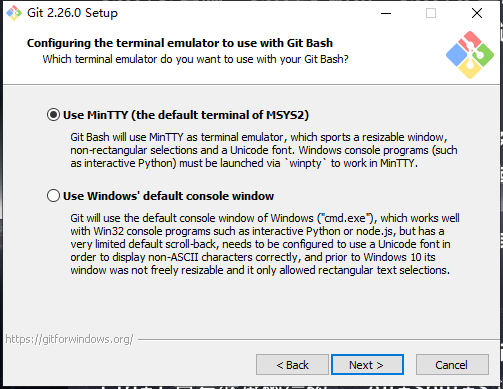 Git 2.26.0 Setup
Configuring the terminal emulator to use with Git Bash
Which terminal emulator do you want to use with your Git Bash?
Use MinTTY (the default terminal of MSYS2)
Git Bash will use MinTTY as terminal emulator, which sports a resizable window,
non-rectangular selections and a Unicode font. Windows console programs (such
as interactive Python) must be launched via `winpty` to work in MinTTY.
Use Windows' default console window
Git will use the default console window of Windows ("cmd.exe"), which works well
with Win32 console programs such as interactive Python or node.js, but has a
very limited default scroll-back, needs to be configured to use a Unicode font in
order to display non-ASCII characters correctly, and prior to Windows 10 its
window was not freely resizable and it only allowed rectangular text selections.
https://gitforwindows.org/
< Back
Next >
Cancel